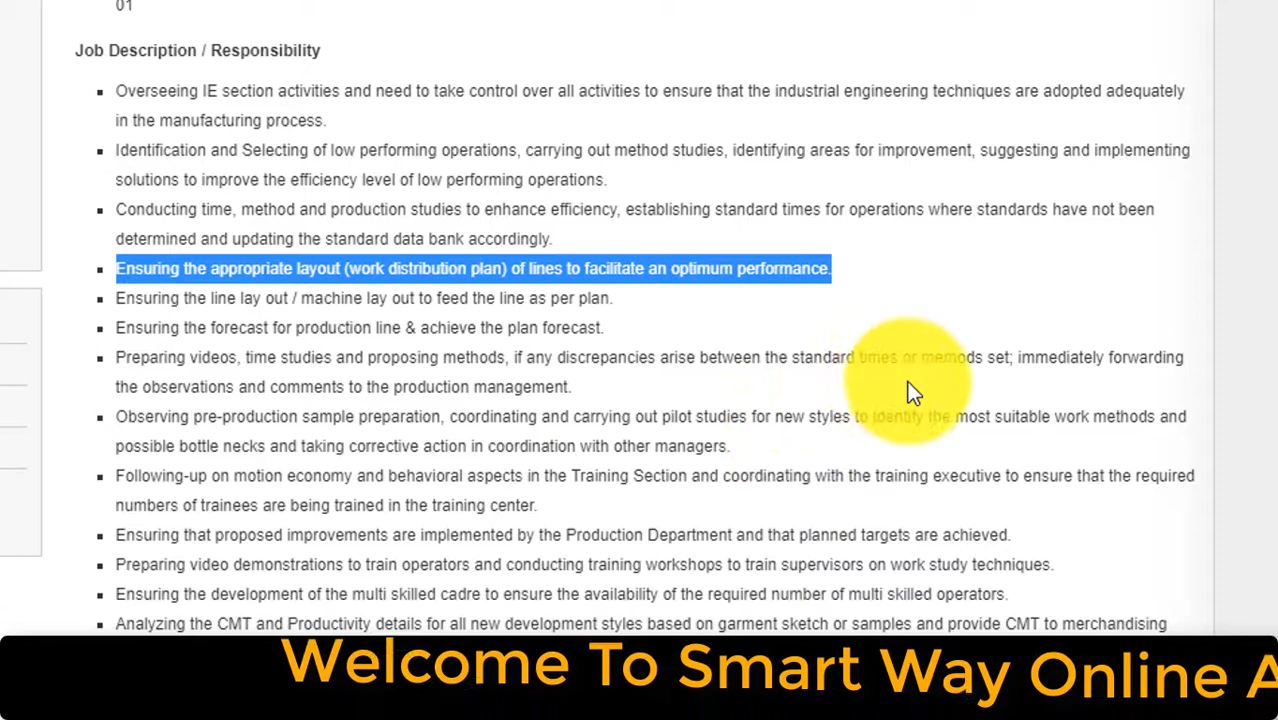 01
Job Description / Responsibility
Overseeing IE section activities and need to take control over all activities to ensure that the industrial engineering techniques are adopted adequately
in the manufacturing process.
Identification and Selecting of low performing operations, carrying out method studies, identifying areas for improvement, suggesting and implementing
solutions to improve the efficiency level of low performing operations.
Conducting time, method and production studies to enhance efficiency, establishing standard times for operations where standards have not been
determined and updating the standard data bank accordingly.
Ensuring the appropriate layout (work distribution plan) of lines to facilitate an optimum performance.
Ensuring the line lay out / machine lay out to feed the line as per plan.
Ensuring the forecast for production line & achieve the plan forecast.
Preparing videos, time studies and proposing methods, if any discrepancies arise between the standard times or methods set; immediately forwarding
the observations and comments to the production management.
Observing pre-production sample preparation, coordinating and carrying out pilot studies for new styles to identify the most suitable work methods and
possible bottle necks and taking corrective action in coordination with other managers.
Following-up on motion economy and behavioral aspects in the Training Section and coordinating with the training executive to ensure that the required
numbers of trainees are being trained in the training center.
Ensuring that proposed improvements are implemented by the Production Department and that planned targets are achieved.
Preparing video demonstrations to train operators and conducting training workshops to train supervisors on work study techniques.
Ensuring the development of the multi skilled cadre to ensure the availability of the required number of multi skilled operators.
Analyzing the CMT and Productivity details for all new development styles based on garment sketch or samples and provide CMT to merchandising
Welcome To Smart Way Online A